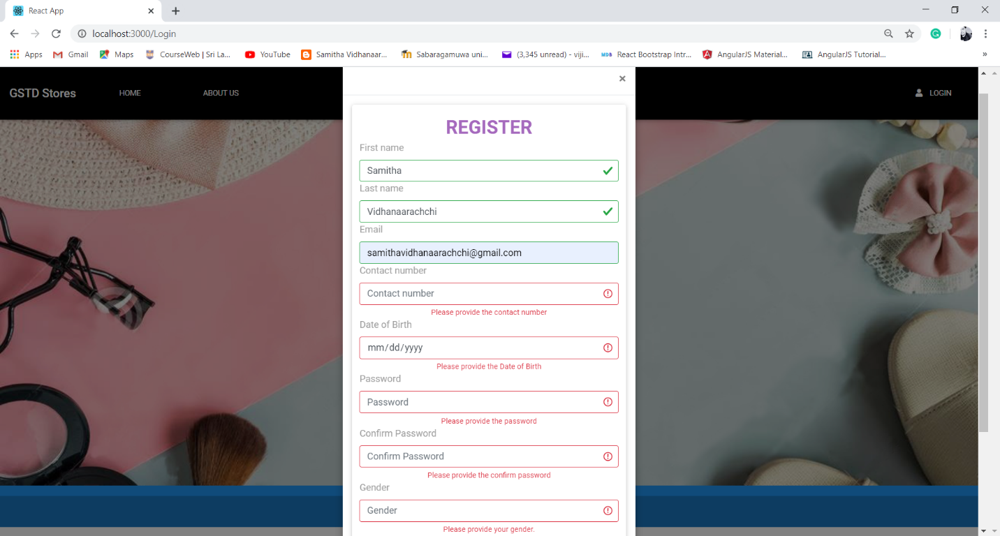 React App
localhost:3000/Login
Apps Gmail Maps CourseWeb | Sri La... YouTube Samitha Vidhanaar... Sabaragamuwa uni... (3,345 unread) - viji... React Bootstrap Intr... AngularJS Material... AngularJS Tutorial... »
×
GSTD Stores HOME ABOUT US LOGIN
REGISTER
First name
Samitha
Last name
Vidhanaarachchi
Email
samithavidhanaarachchi@gmail.com
Contact number
Contact number
Please provide the contact number
Date of Birth
mm/dd/yyyy
Please provide the Date of Birth
Password
Password
Please provide the password
Confirm Password
Confirm Password
Please provide the confirm password
Gender
Gender
Please provide your gender.